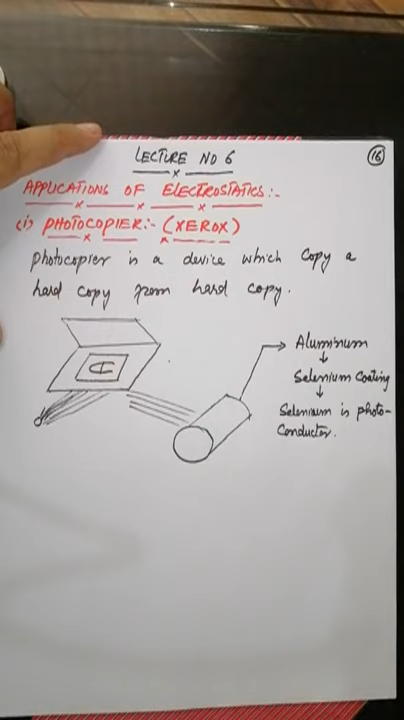 LECTURE NO 6
16
APPLICATIONS OF ELECTROSTATICS:-
(i) PHOTOCOPIER:- (XEROX)
Photocopier is a device which copy a
hard copy from hard copy.
Aluminum
Selenium Coating
Selenium is photo-
Conductor.